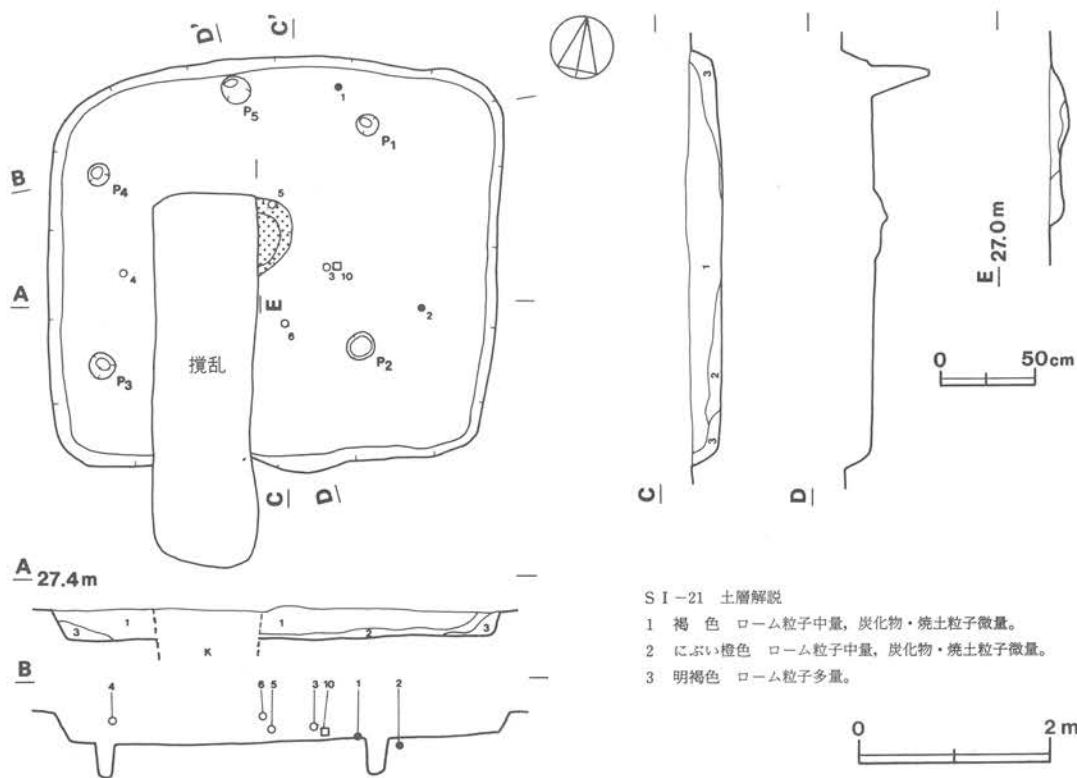 D' C'
1
P5
P1
B
P4
5
4
3 10
A
E
2
6
攪乱
P3
P2
C D
A 27.4m
1
1
3
2
3
K
B
4
6
5
3
10
1
2
3
1
2
3
C
D
E 27.0m
0 50cm
SI-21 土層解説
1 褐色 ローム粒子中量，炭化物・焼土粒子微量。
2 にぶい橙色 ローム粒子中量，炭化物・焼土粒子微量。
3 明褐色 ローム粒子多量。
0 2m